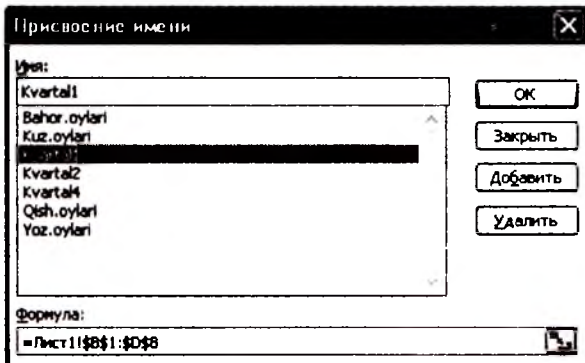 Присвоение имени
Имя:
Kvartal1
OK
Bahor.oylari
Kuz.oylari
Закрыть
Kvartal2
Добавить
Kvartal4
Qish.oylari
Удалить
Yoz.oylari
Формула:
=Лист1!$B$1:$D$8